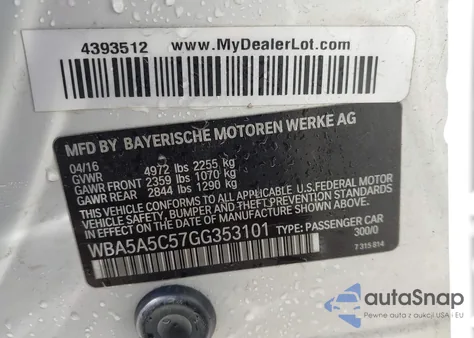 4393512 www.MyDealerLot.com
MFD BY BAYERISCHE MOTOREN WERKE AG
04/16
GVWR 4972 lbs 2255 kg
GAWR FRONT 2359 lbs 1070 kg
GAWR REAR 2844 lbs 1290 kg
THIS VEHICLE CONFORMS TO ALL APPLICABLE U.S. FEDERAL MOTOR
VEHICLE SAFETY, BUMPER AND THEFT PREVENTION STANDARDS
IN EFFECT ON THE DATE OF MANUFACTURE SHOWN ABOVE.
WBA5A5C57GG353101 TYPE: PASSENGER CAR
300/0
7 315 814
autoSnap
Pewne auta z aukcji USA i EU